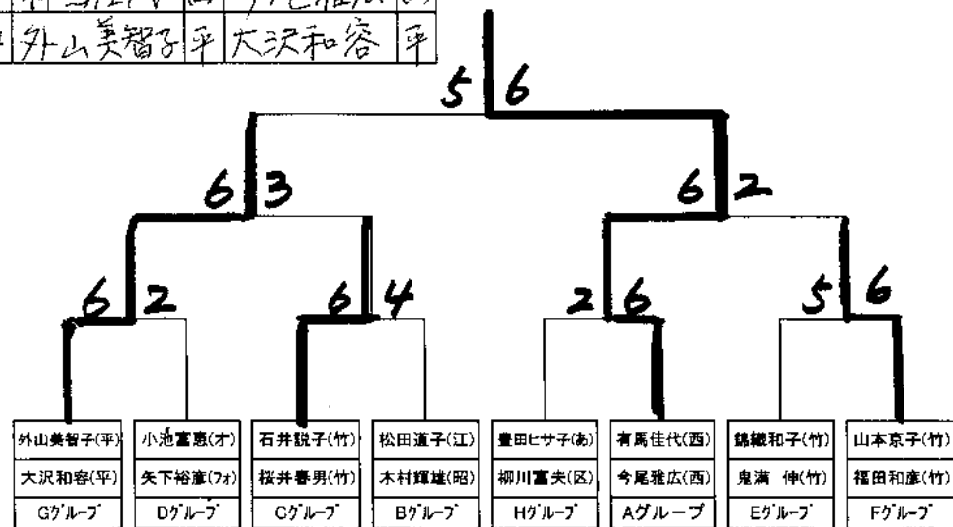 外山美智子 平 大沢和容 平
5 6
6 3 6 2
6 2 6 4 2 6 5 6
外山美智子(平) 小池富恵(オ) 石井説子(竹) 松田道子(江) 豊田ヒサ子(あ) 有馬佳代(西) 錦織和子(竹) 山本京子(竹)
大沢和容(平) 矢下裕彦(フォ) 桜井春男(竹) 木村輝雄(昭) 柳川富夫(区) 今尾雅広(西) 鬼満 伸(竹) 福田和彦(竹)
Gグループ Dグループ Cグループ Bグループ Hグループ Aグループ Eグループ Fグループ